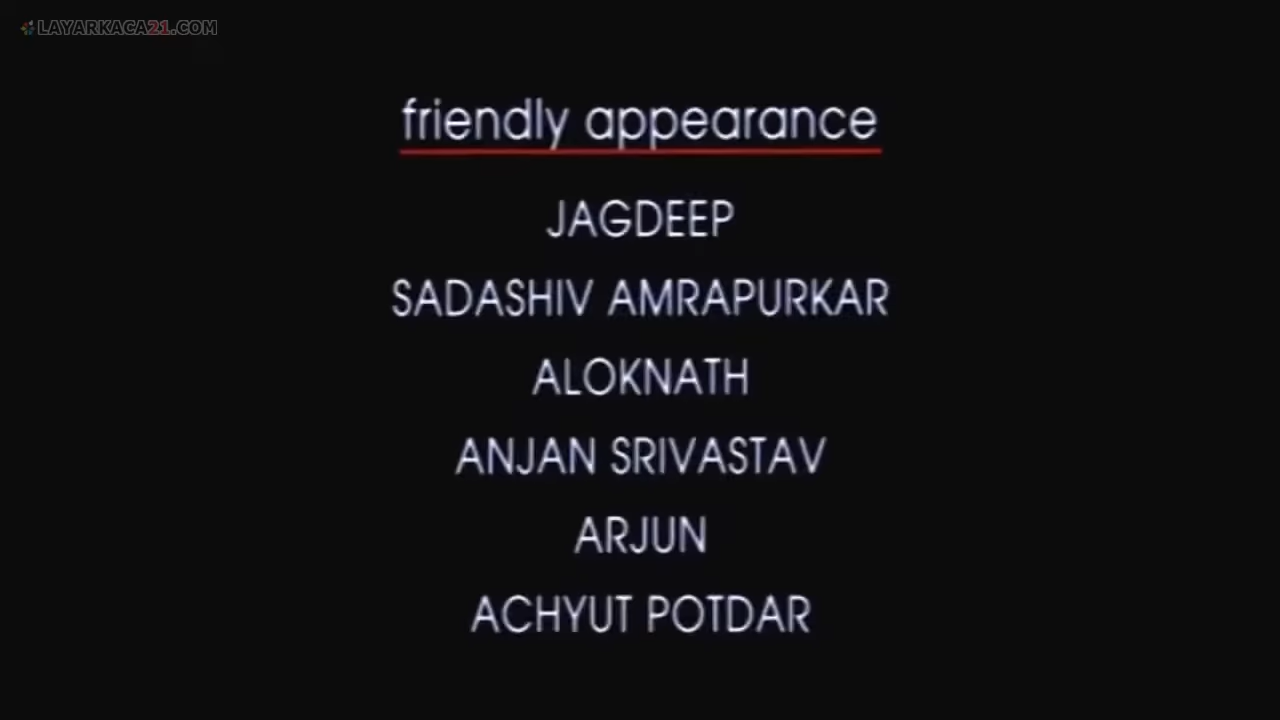 LAYARKACA21.COM
friendly appearance
JAGDEEP
SADASHIV AMRAPURKAR
ALOKNATH
ANJAN SRIVASTAV
ARJUN
ACHYUT POTDAR